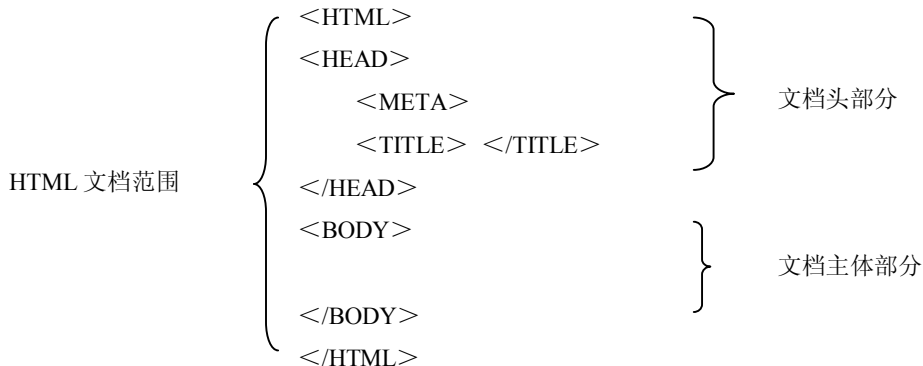 ＜HTML＞
＜HEAD＞
＜META＞
文档头部分
＜TITLE＞ ＜/TITLE＞
HTML 文档范围
＜/HEAD＞
＜BODY＞
文档主体部分
＜/BODY＞
＜/HTML＞